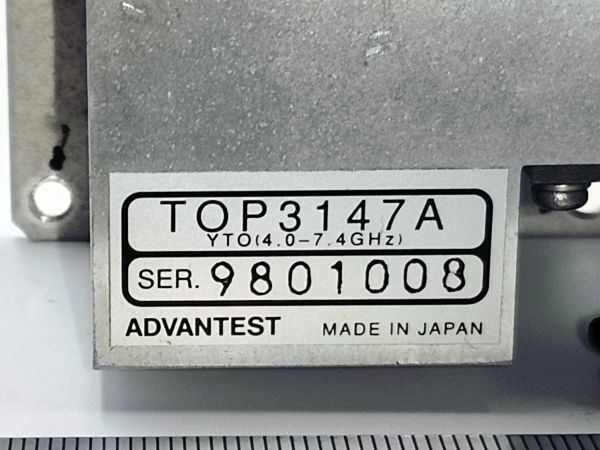 TOP3147A
YTO(4.0-7.4GHz)
SER. 9801008
ADVANTEST MADE IN JAPAN